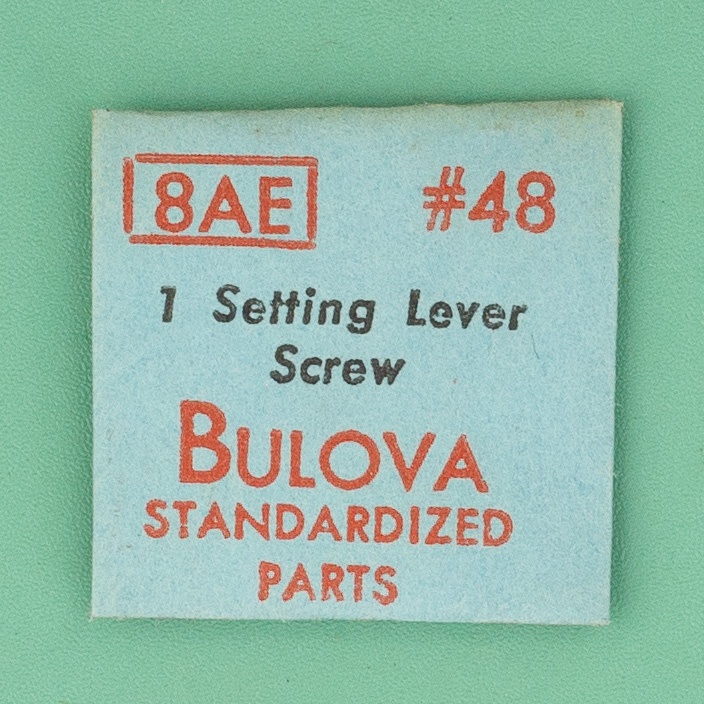 8AE #48
1 Setting Lever
Screw
BULOVA
STANDARDIZED
PARTS